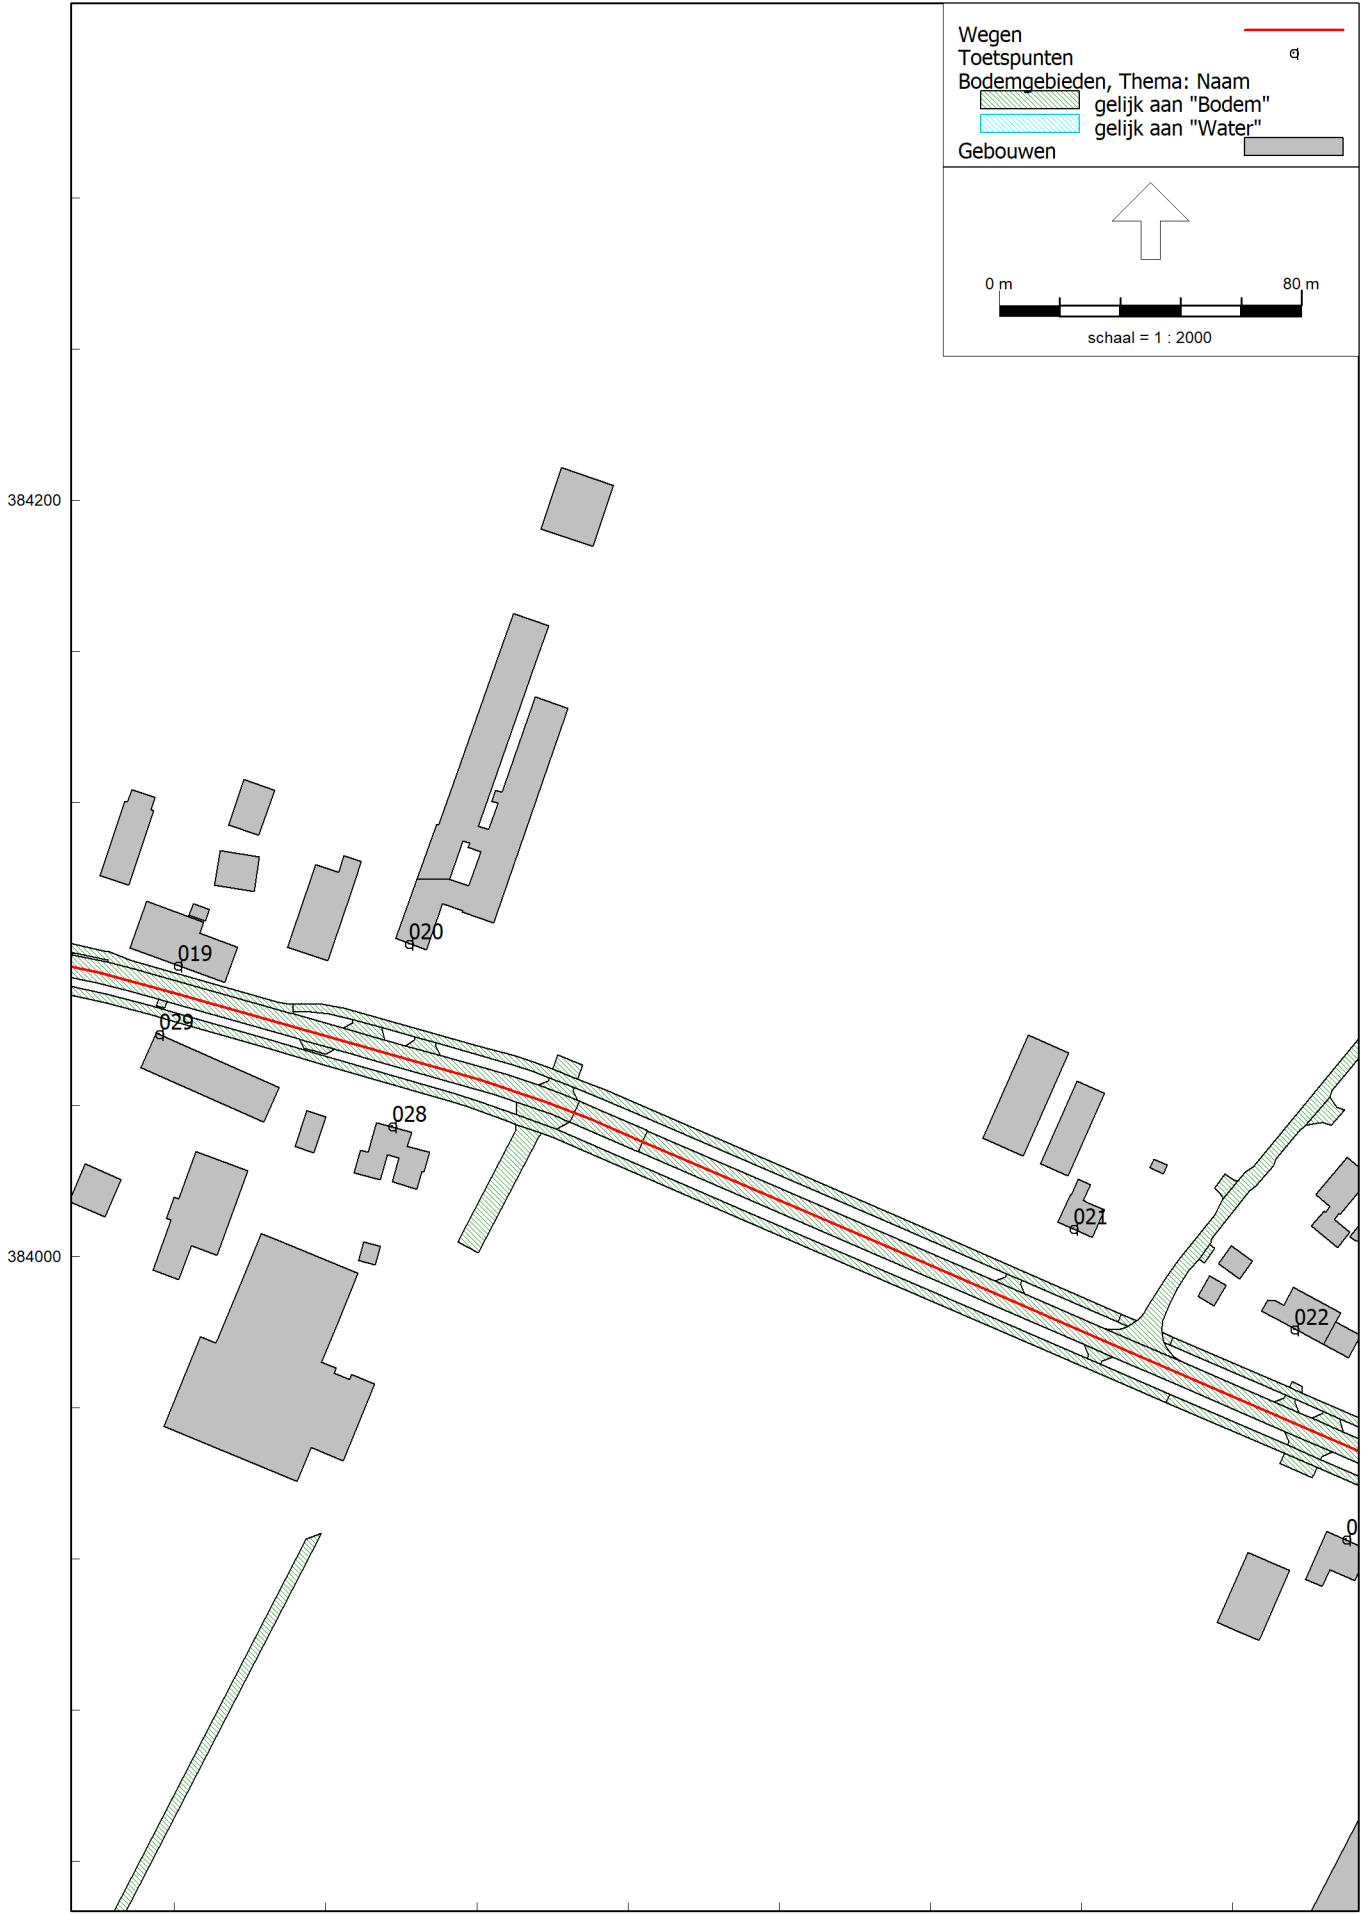 Wegen
Toetspunten
Bodemgebieden, Thema: Naam
gelijk aan "Bodem"
gelijk aan "Water"
Gebouwen
0 m 80 m
schaal = 1 : 2000
384200
020
019
029
028
021
384000
022
0